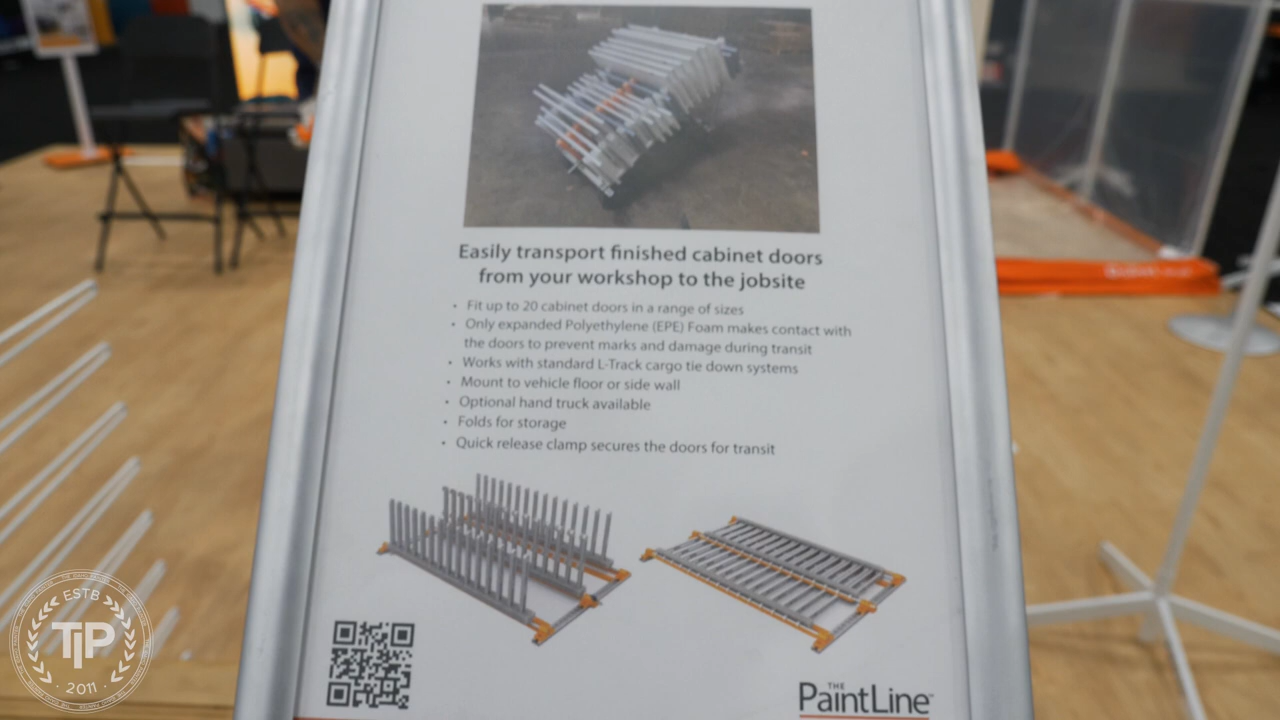 Easily transport finished cabinet doors
from your workshop to the jobsite
• Fit up to 20 cabinet doors in a range of sizes
• Only expanded Polyethylene (EPE) Foam makes contact with
the doors to prevent marks and damage during transit
• Works with standard L-Track cargo tie down systems
• Mount to vehicle floor or side wall
• Optional hand truck available
• Folds for storage
• Quick release clamp secures the doors for transit
THE
PaintLine™
ESTB
TiP
· 2011 ·